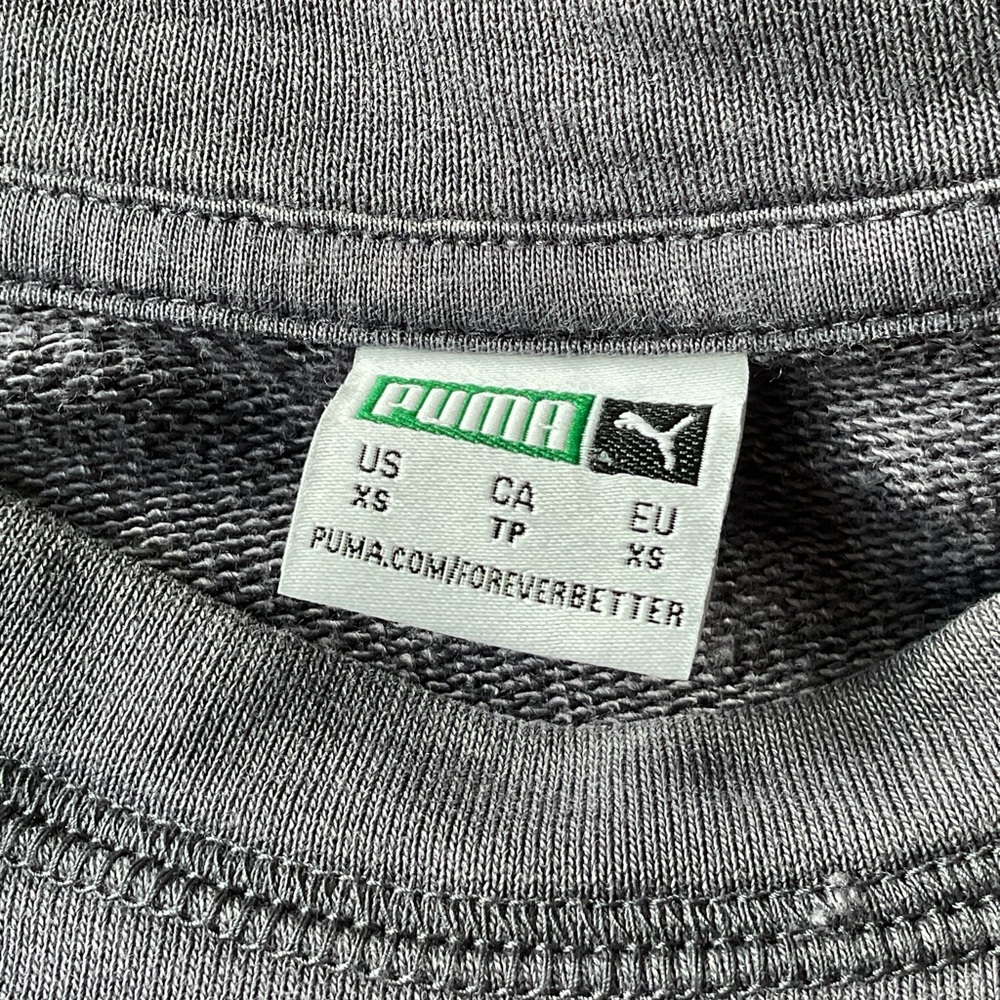 PUMA
US CA EU
XS TP XS
PUMA.COM/FOREVERBETTER